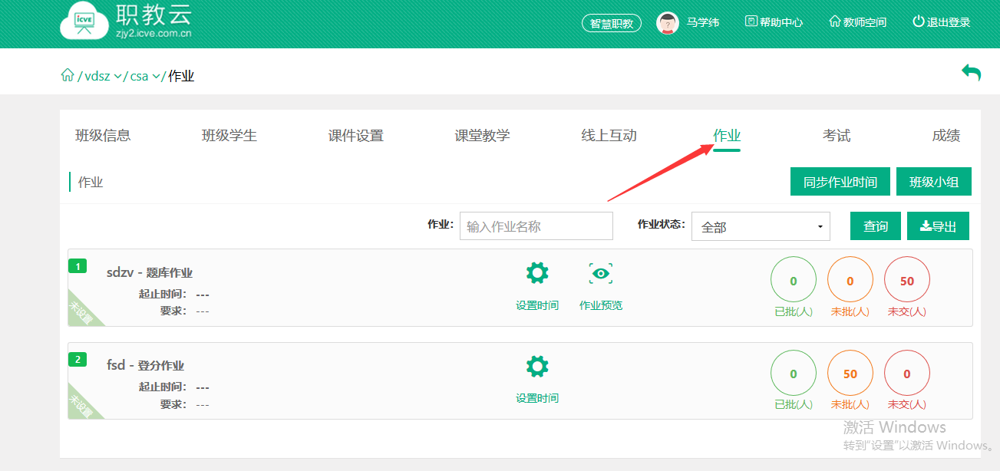 icve
职教云
zjy2.icve.com.cn
智慧职教
?
马学纬
帮助中心
教师空间
退出登录
/ vdsz / csa / 作业
班级信息
班级学生
课件设置
课堂教学
线上互动
作业
考试
成绩
作业
同步作业时间
班级小组
作业：
输入作业名称
作业状态：
全部
查询
导出
1
未设置
sdzv - 题库作业
起止时间： ---
要求： ---
设置时间
作业预览
0
已批(人)
0
未批(人)
50
未交(人)
2
未设置
fsd - 登分作业
起止时间： ---
要求： ---
设置时间
0
已批(人)
50
未批(人)
0
未交(人)
激活 Windows
转到"设置"以激活 Windows。